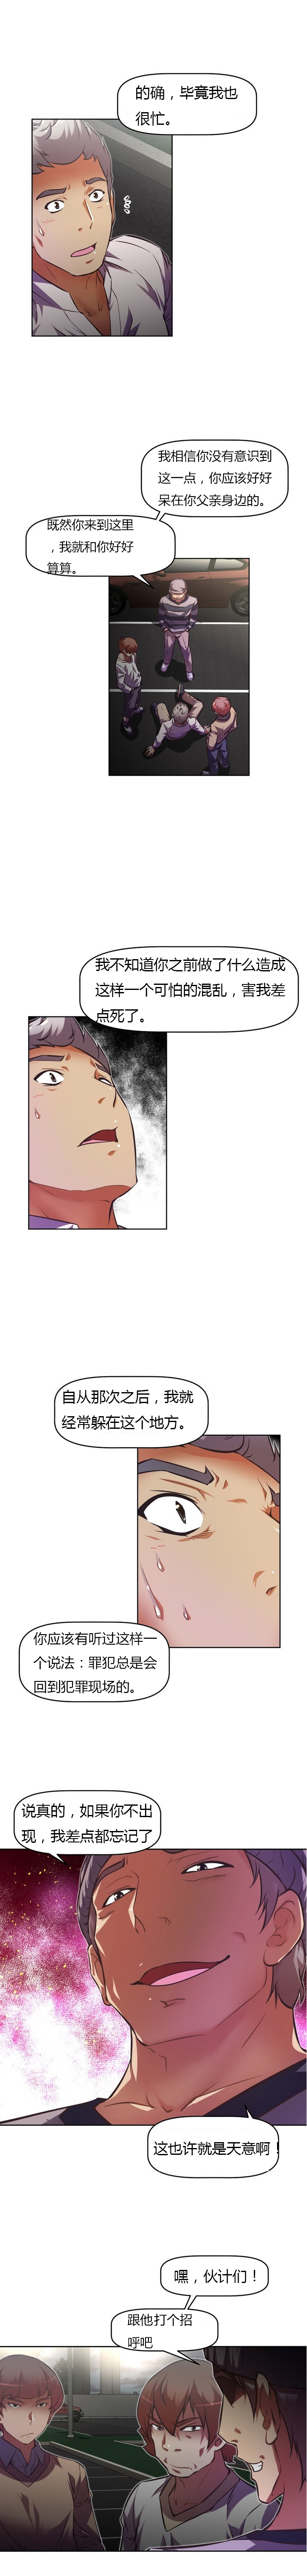 的确，毕竟我也
很忙。
我相信你没有意识到
这一点，你应该好好
呆在你父亲身边的。
既然你来到这里
，我就和你好好
算算。
我不知道你之前做了什么造成
这样一个可怕的混乱，害我差
点死了。
自从那次之后，我就
经常躲在这个地方。
你应该有听过这样一
个说法：罪犯总是会
回到犯罪现场的。
说真的，如果你不出
现，我差点都忘记了
这也许就是天意啊！
嘿，伙计们！
跟他打个招
呼吧